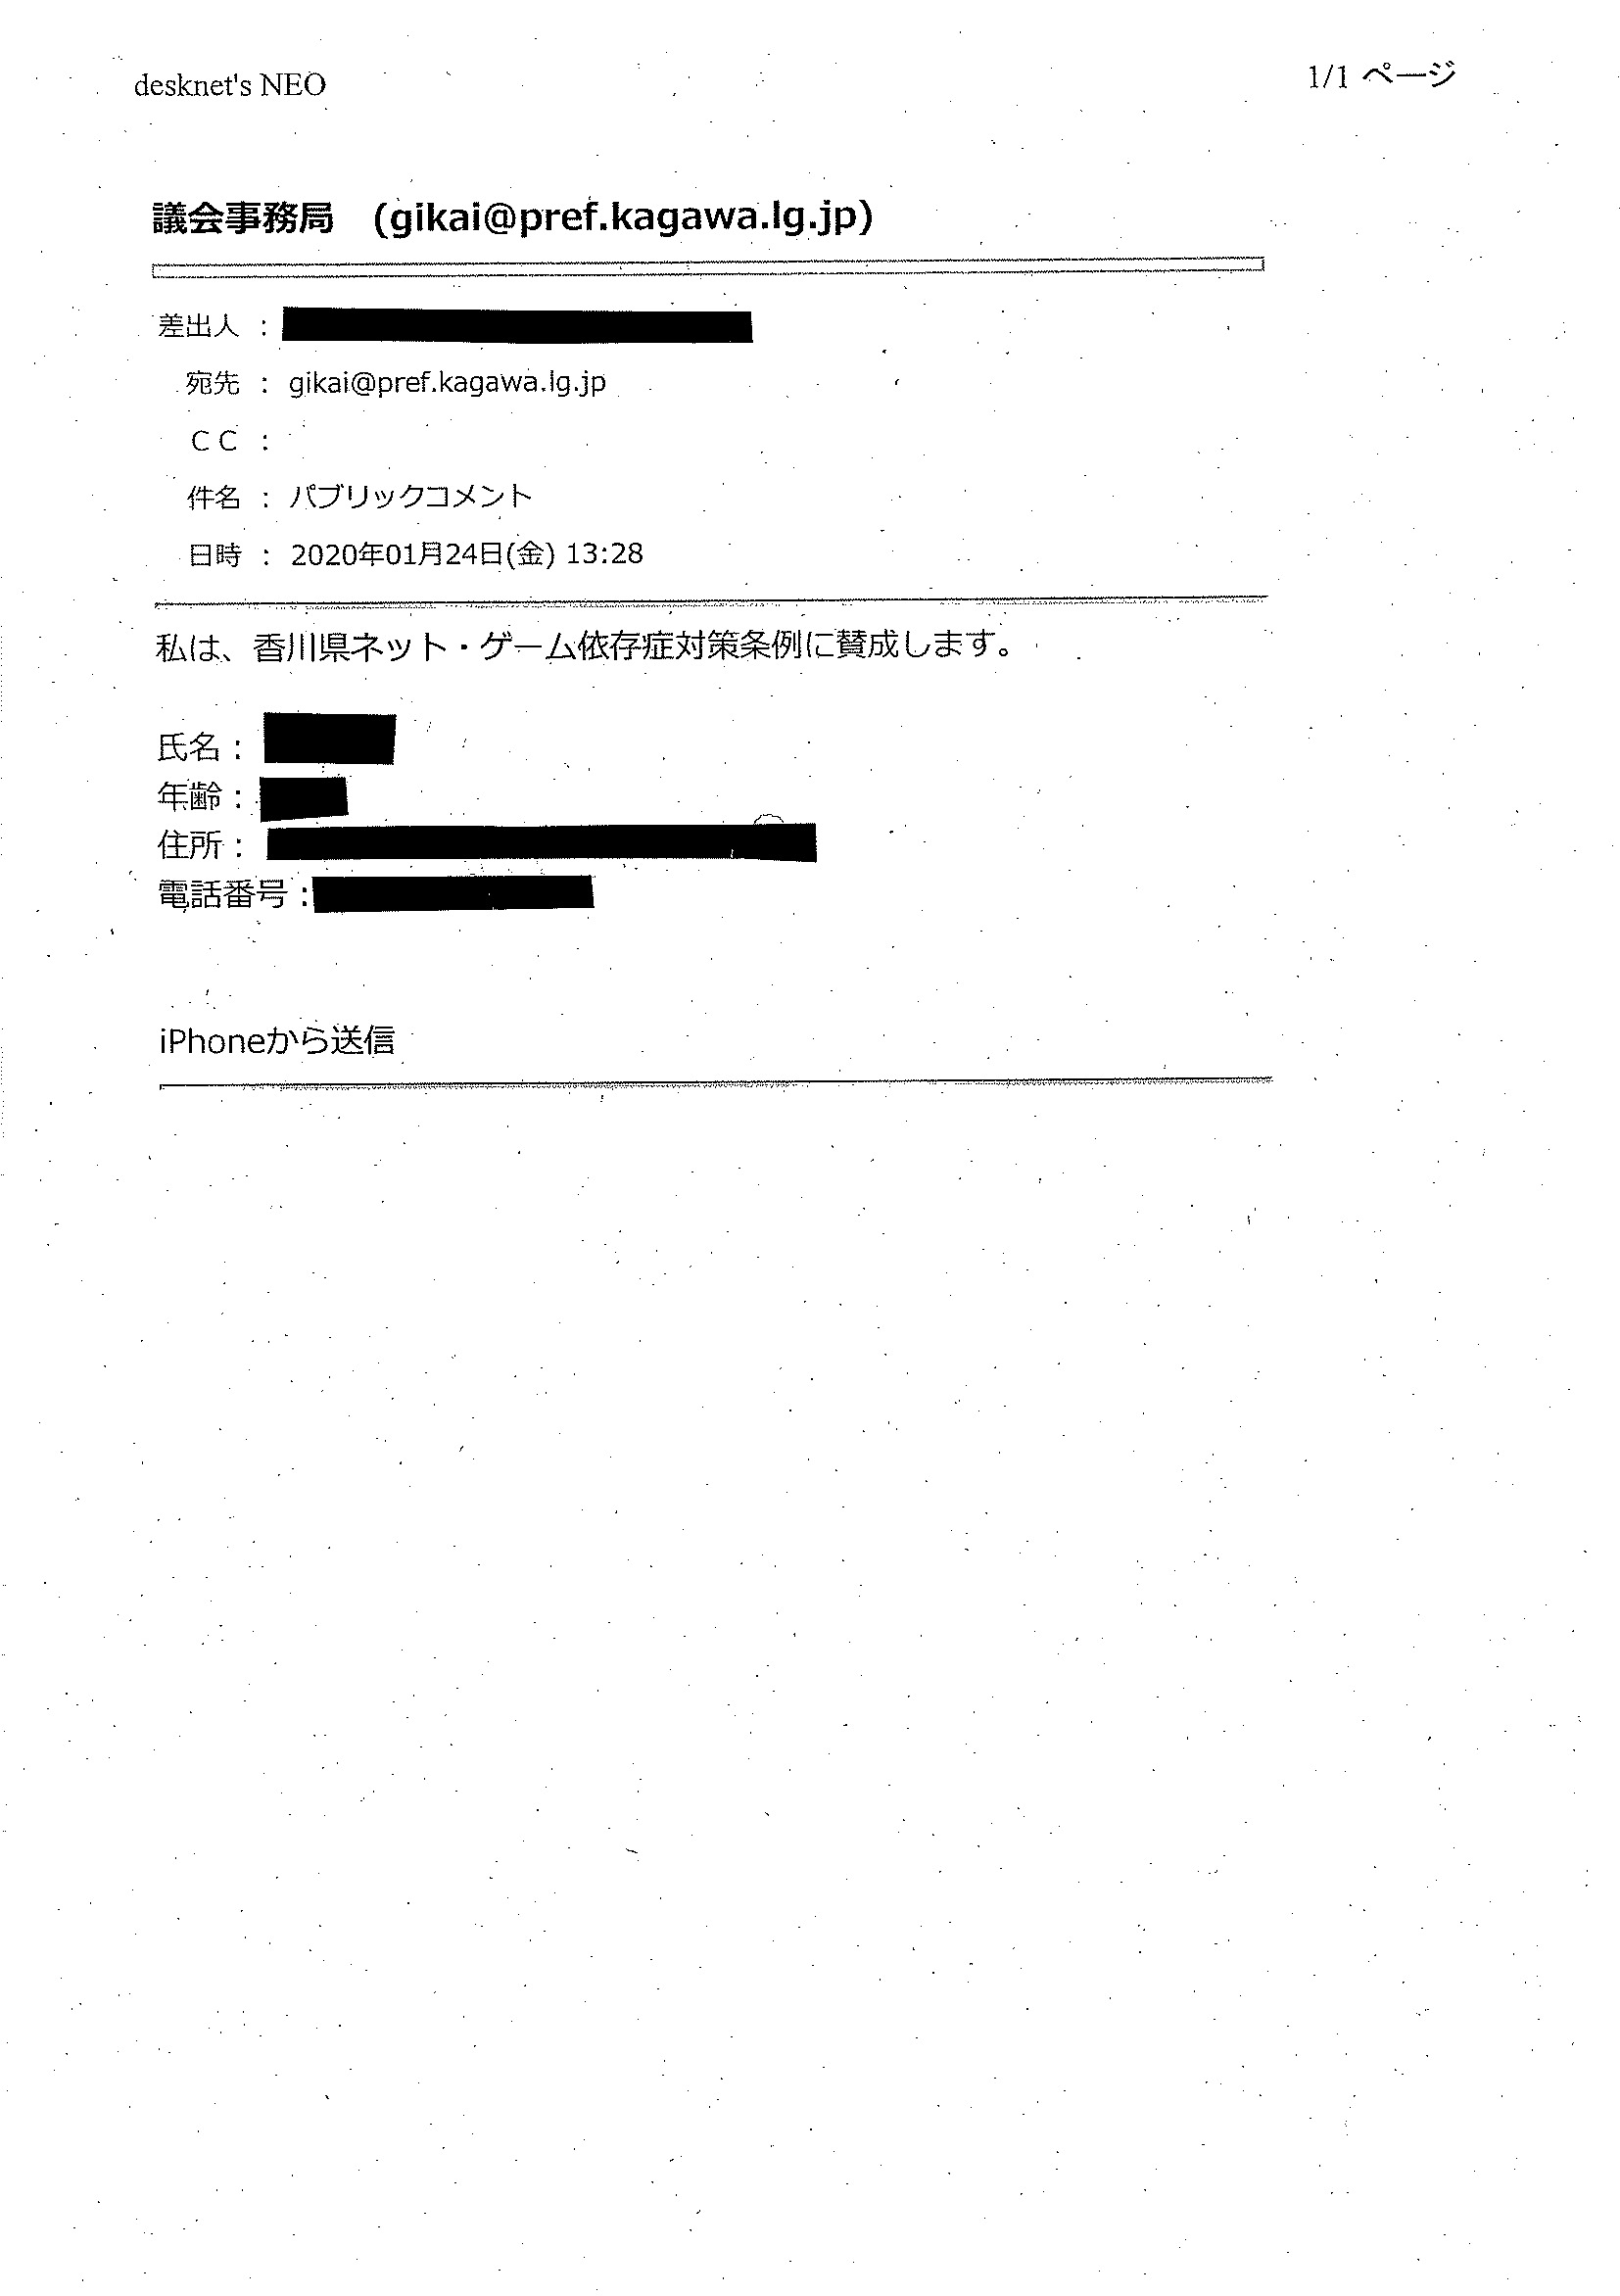 desknet's NEO
1/1 ページ
議会事務局　(gikai@pref.kagawa.lg.jp)
差出人 ：
宛先 ： gikai@pref.kagawa.lg.jp
ＣＣ ：
件名 ： パブリックコメント
日時 ： 2020年01月24日(金) 13:28
私は、香川県ネット・ゲーム依存症対策条例に賛成します。
氏名：
年齢：
住所：
電話番号：
iPhoneから送信